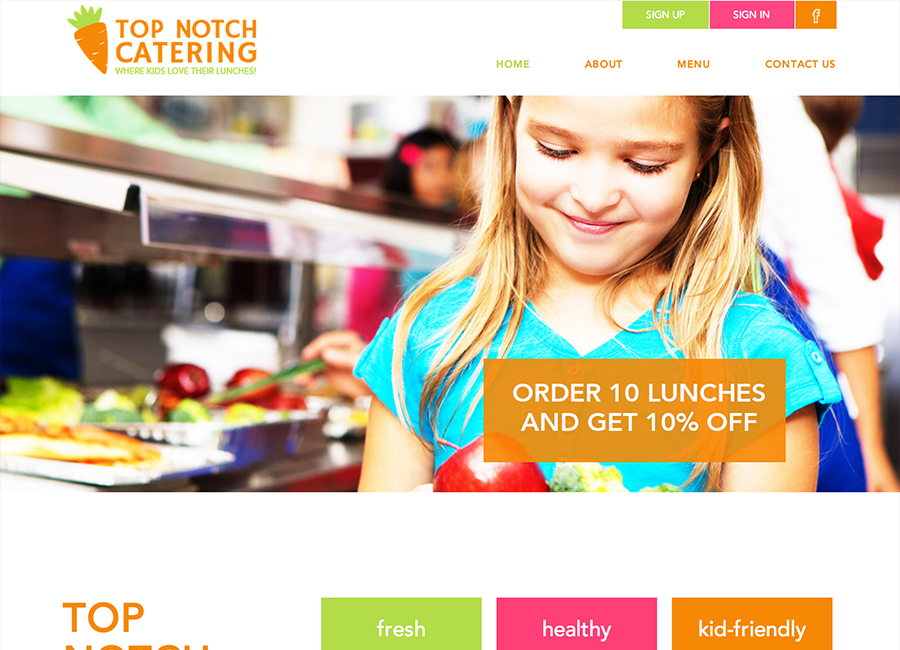 TOP NOTCH
CATERING
WHERE KIDS LOVE THEIR LUNCHES!
SIGN UP
SIGN IN
f
HOME
ABOUT
MENU
CONTACT US
ORDER 10 LUNCHES
AND GET 10% OFF
TOP
NOTCH
fresh
healthy
kid-friendly